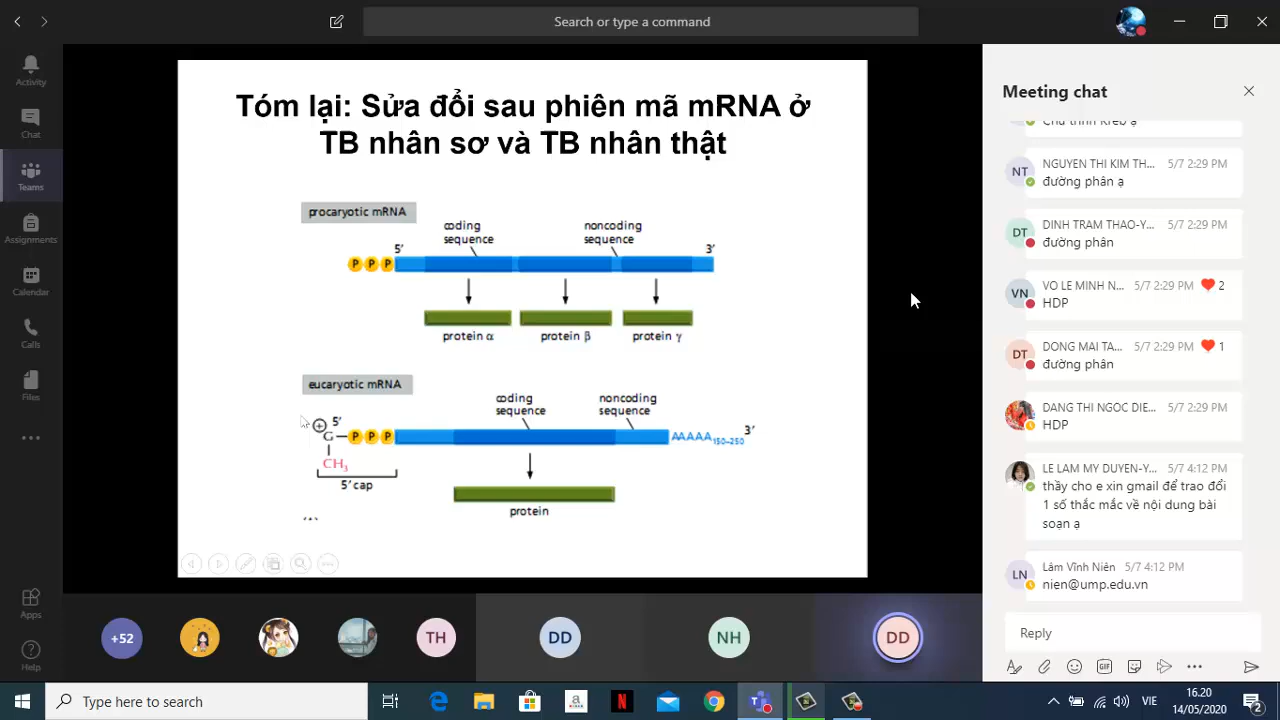 Search or type a command
Activity
Chat
Teams
Assignments
Calendar
Calls
Files
Apps
Help
Tóm lại: Sửa đổi sau phiên mã mRNA ở
TB nhân sơ và TB nhân thật
procaryotic mRNA
coding
sequence
noncoding
sequence
5′
3′
P P P
protein α
protein β
protein γ
eucaryotic mRNA
coding
sequence
noncoding
sequence
+
5′
G
P P P
AAAAA150–250
3′
CH3
5′ cap
protein
Meeting chat
Chu trình Kreb ạ
NT
NGUYEN THI KIM TH... 5/7 2:29 PM
đường phân ạ
DT
DINH TRAM THAO-Y... 5/7 2:29 PM
đường phân
VN
VO LE MINH N... 5/7 2:29 PM 2
HDP
DT
DONG MAI TA... 5/7 2:29 PM 1
đường phân
DANG THI NGOC DIE... 5/7 2:29 PM
HDP
LE LAM MY DUYEN-Y... 5/7 4:12 PM
thầy cho e xin gmail để trao đổi
1 số thắc mắc về nội dung bài
soạn ạ
LN
Lâm Vĩnh Niên 5/7 4:12 PM
nien@ump.edu.vn
Reply
GIF
+52
TH
DD
NH
DD
Type here to search
VIE
16.20
14/05/2020
2